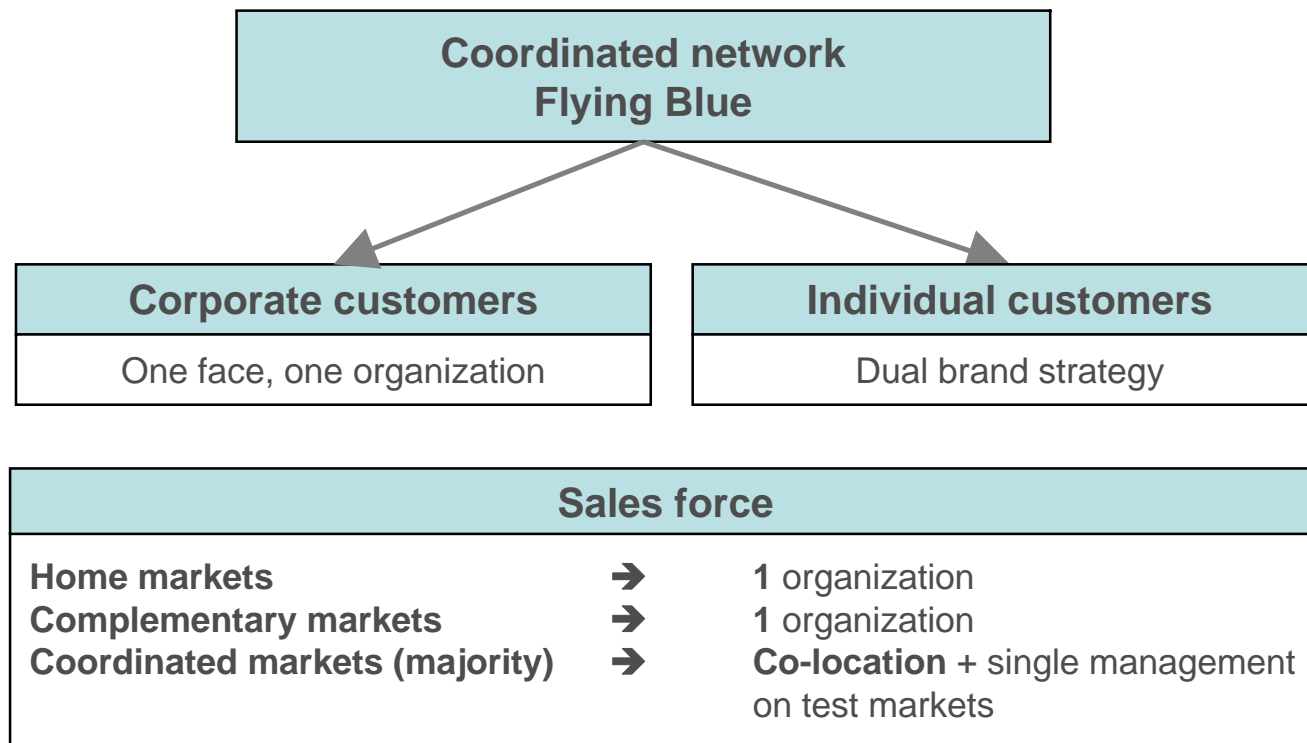 Coordinated network
Flying Blue
Corporate customers
One face, one organization
Individual customers
Dual brand strategy
Sales force
Home markets ➔ 1 organization
Complementary markets ➔ 1 organization
Coordinated markets (majority) ➔ Co-location + single management
on test markets